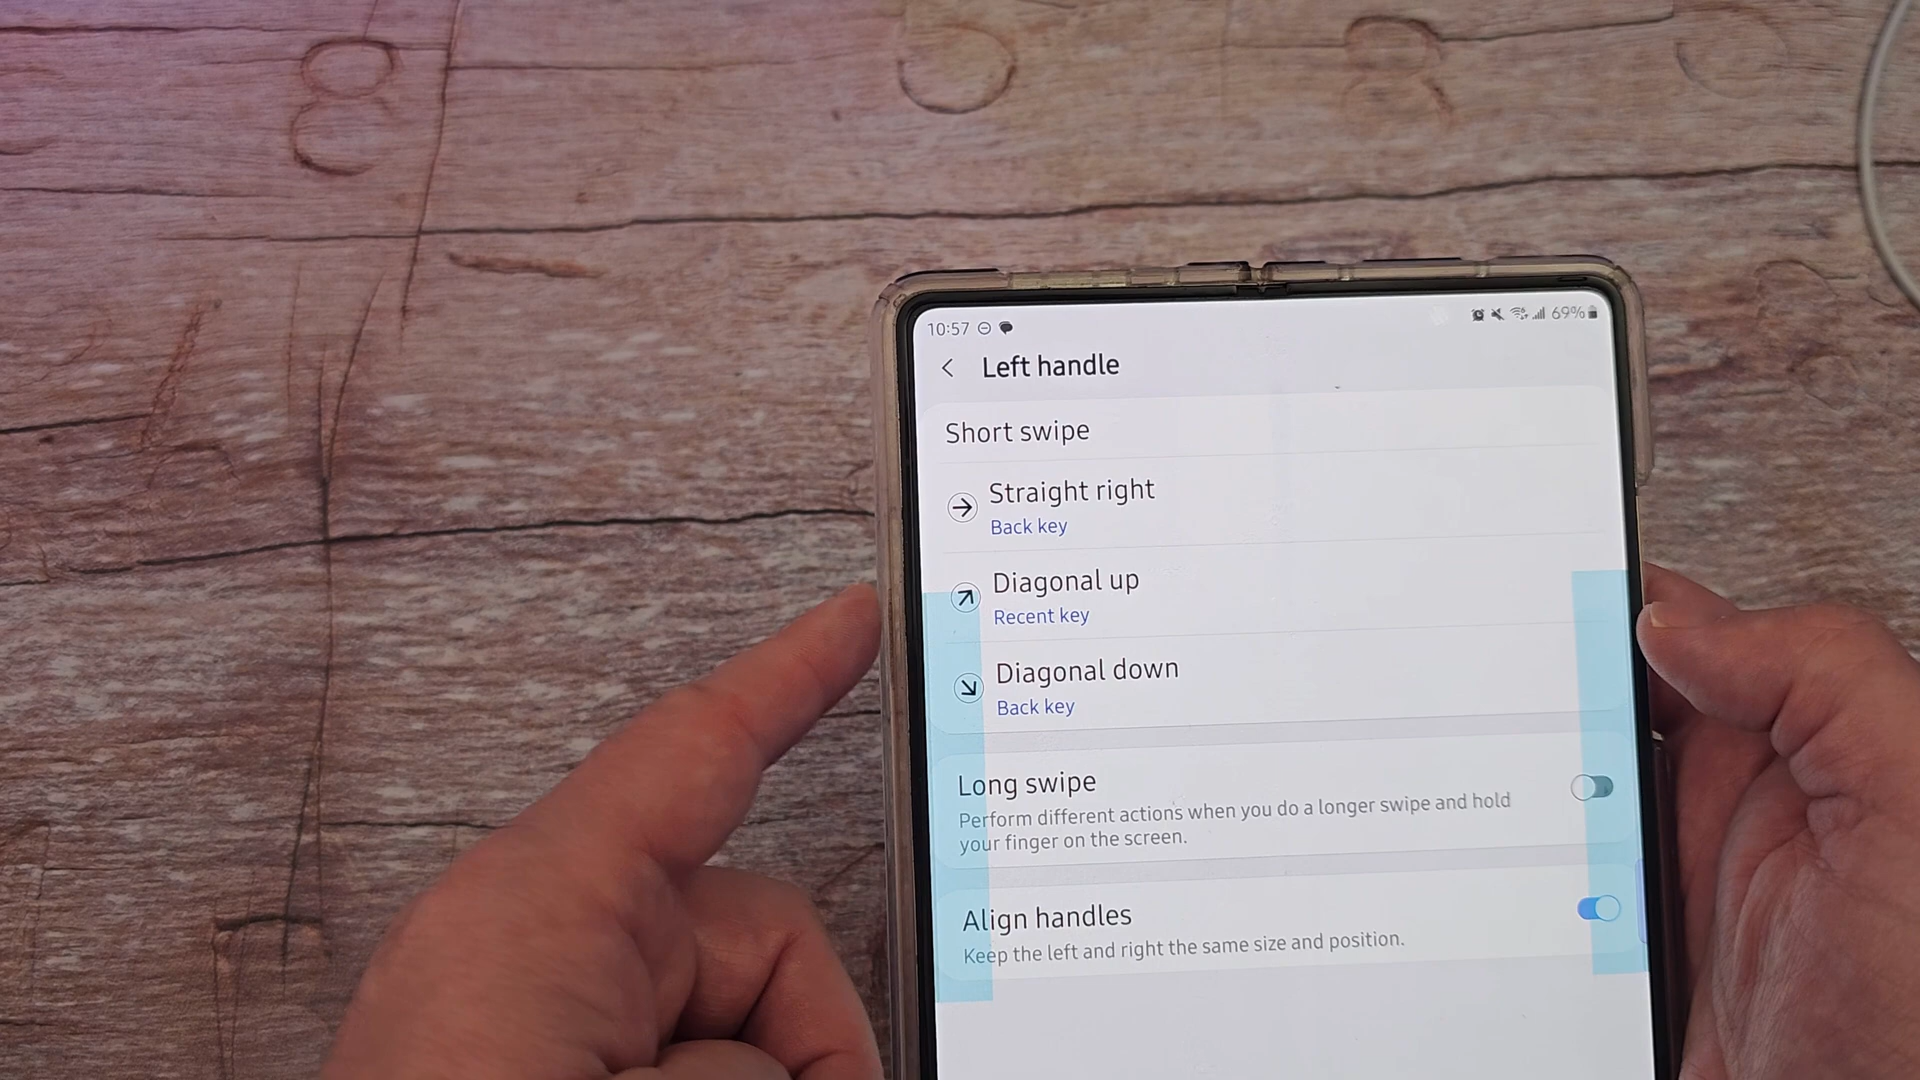 10:57
69%
Left handle
Short swipe
Straight right
Back key
Diagonal up
Recent key
Diagonal down
Back key
Long swipe
Perform different actions when you do a longer swipe and hold
your finger on the screen.
Align handles
Keep the left and right the same size and position.